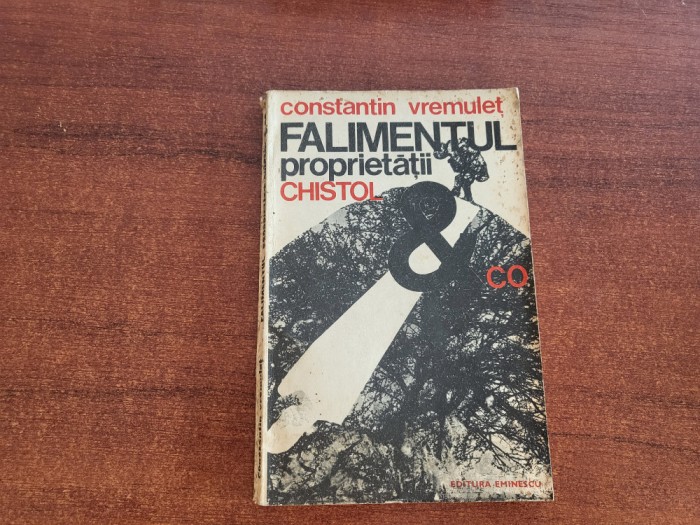 constantin vremuleț
FALIMENTUL
proprietății
CHISTOL
&
CO
EDITURA EMINESCU